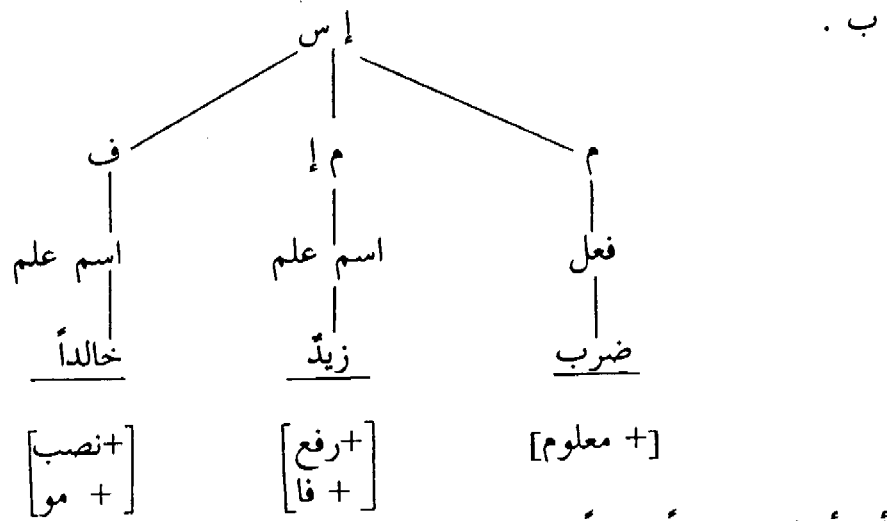 ب .
إ س
م م إ ف
فعل اسم علم اسم علم
ضرب زيدٌ خالداً
[+ معلوم] [+رفع] [+نصب]
[+ فا] [+ مو]